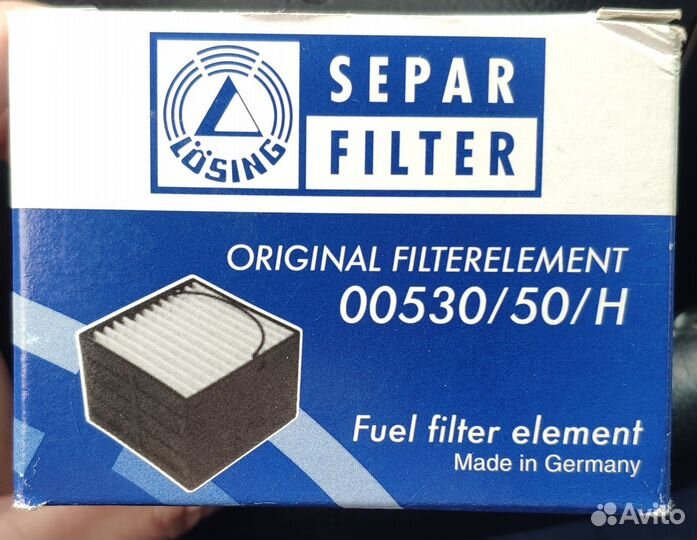 LÖSING
SEPAR
FILTER
ORIGINAL FILTERELEMENT
00530/50/H
Fuel filter element
Made in Germany
Avito